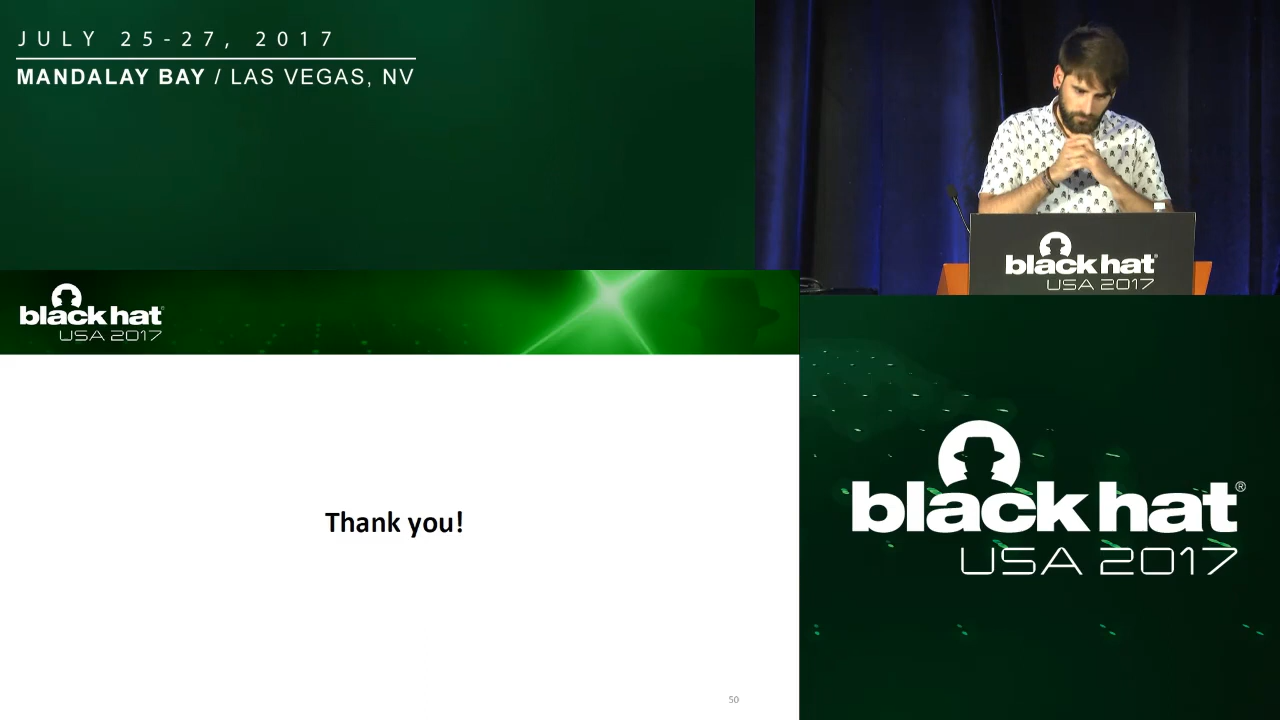 JULY 25-27, 2017
MANDALAY BAY / LAS VEGAS, NV
black hat®
USA 2017
black hat
USA 2017
Thank you!
black hat®
USA 2017
50